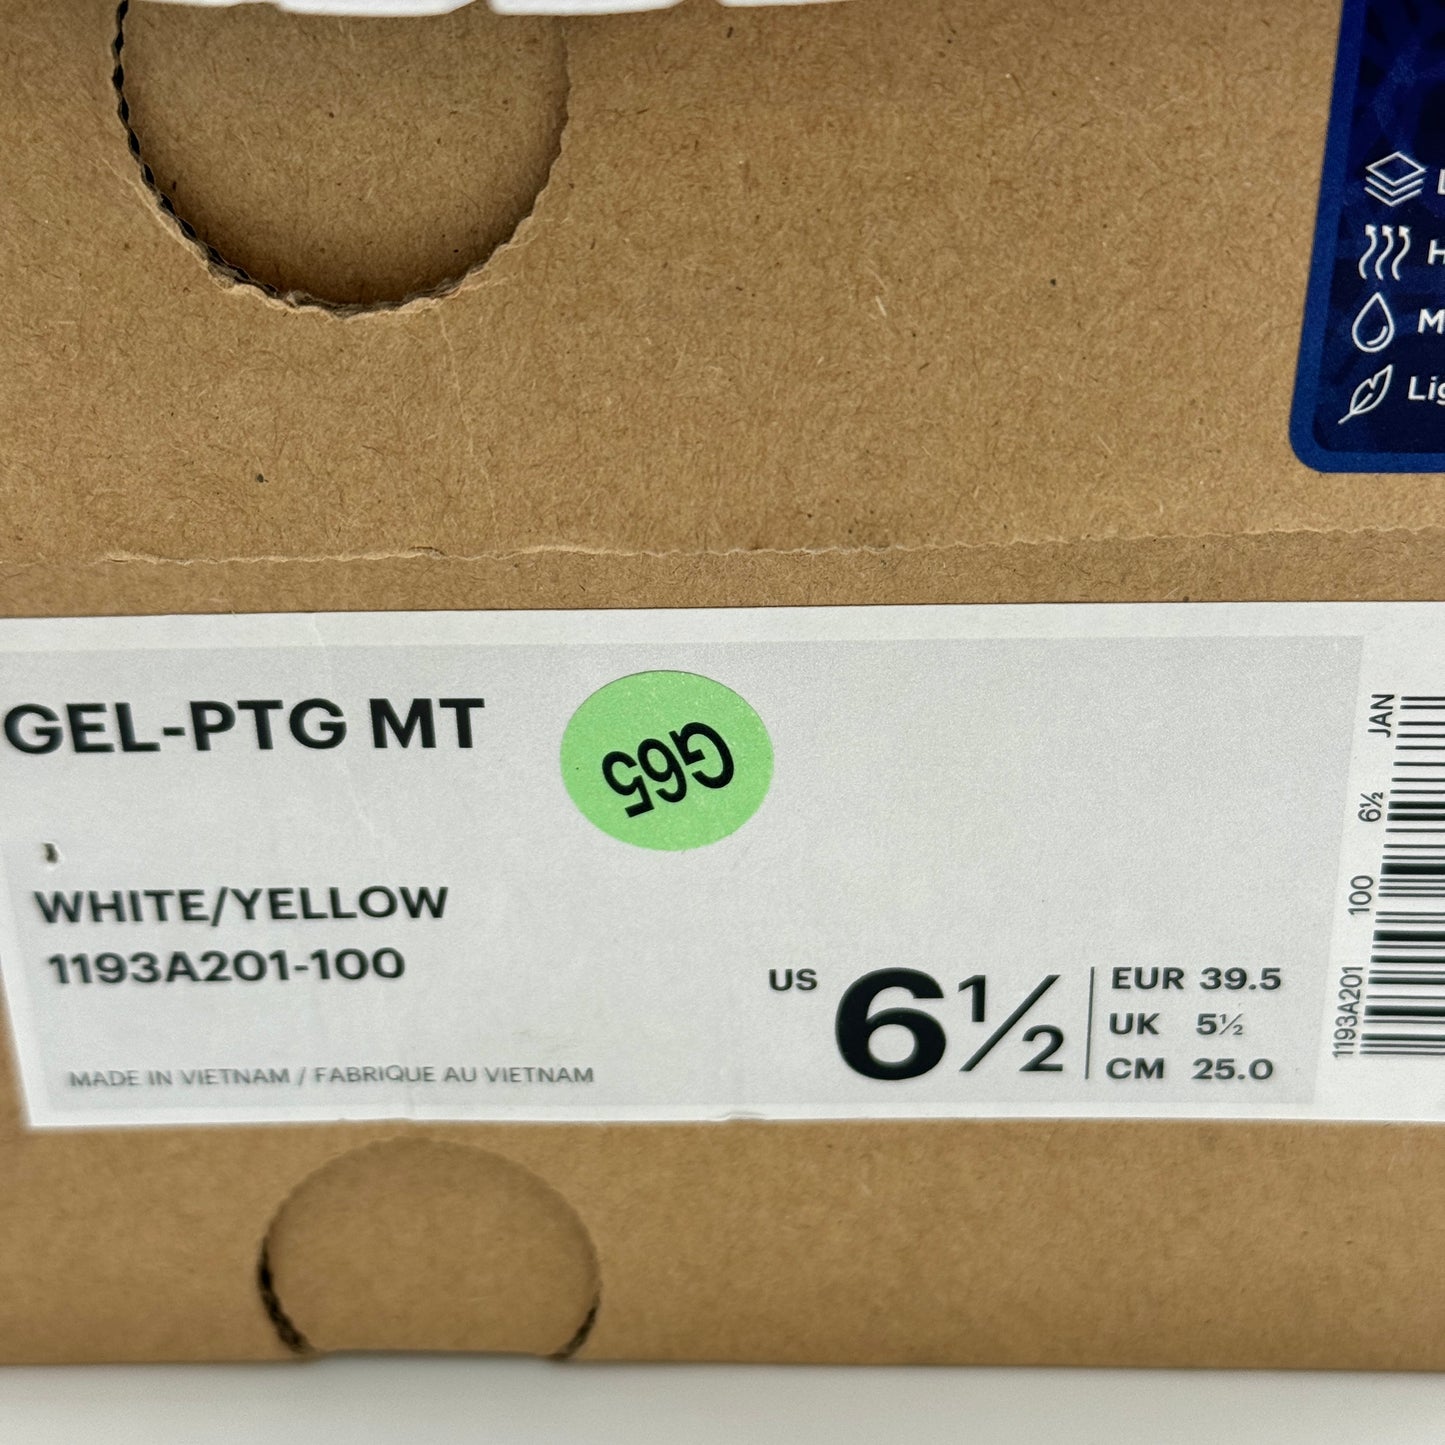 GEL-PTG MT
G65
WHITE/YELLOW
1193A201-100
MADE IN VIETNAM / FABRIQUE AU VIETNAM
US 6½
EUR 39.5
UK 5½
CM 25.0
1193A201 100 6½ JAN